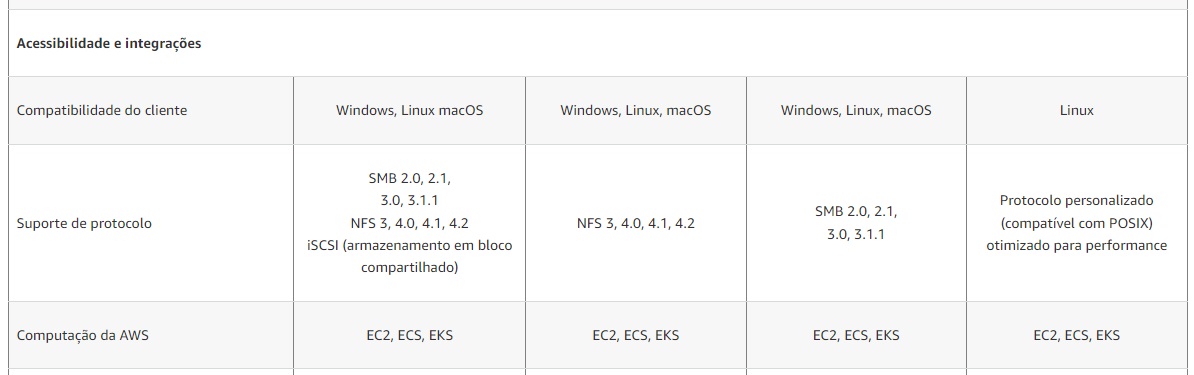 Acessibilidade e integrações
Compatibilidade do cliente
Windows, Linux macOS
Windows, Linux, macOS
Windows, Linux, macOS
Linux
Suporte de protocolo
SMB 2.0, 2.1,
3.0, 3.1.1
NFS 3, 4.0, 4.1, 4.2
iSCSI (armazenamento em bloco
compartilhado)
NFS 3, 4.0, 4.1, 4.2
SMB 2.0, 2.1,
3.0, 3.1.1
Protocolo personalizado
(compatível com POSIX)
otimizado para performance
Computação da AWS
EC2, ECS, EKS
EC2, ECS, EKS
EC2, ECS, EKS
EC2, ECS, EKS